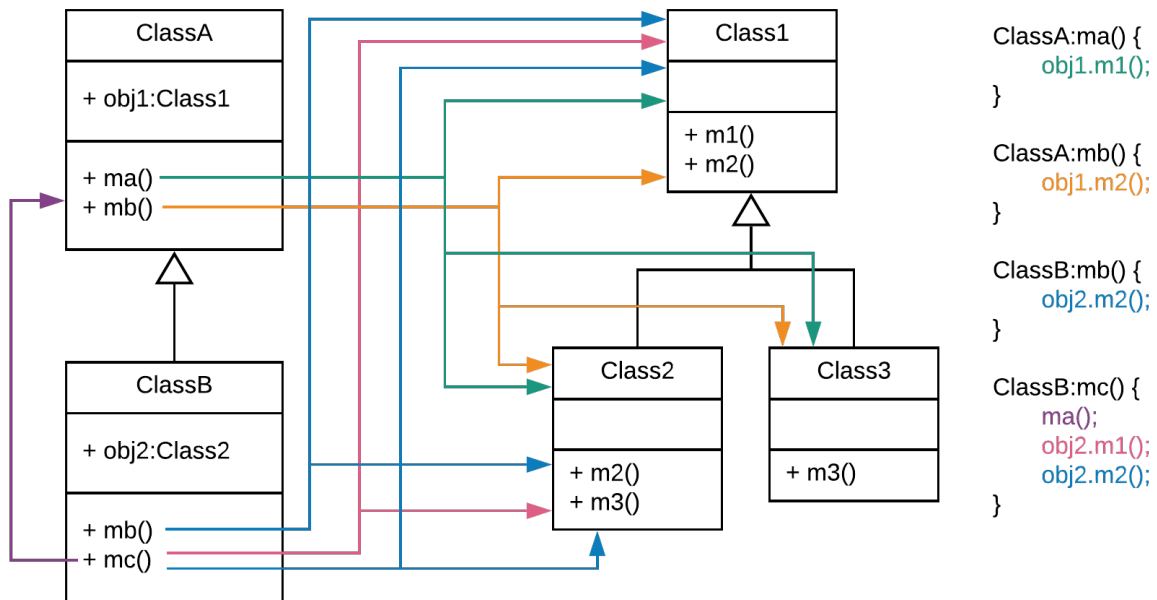 ClassA
+ obj1:Class1
+ ma()
+ mb()
ClassB
+ obj2:Class2
+ mb()
+ mc()
Class1
+ m1()
+ m2()
Class2
+ m2()
+ m3()
Class3
+ m3()
ClassA:ma() {
obj1.m1();
}
ClassA:mb() {
obj1.m2();
}
ClassB:mb() {
obj2.m2();
}
ClassB:mc() {
ma();
obj2.m1();
obj2.m2();
}